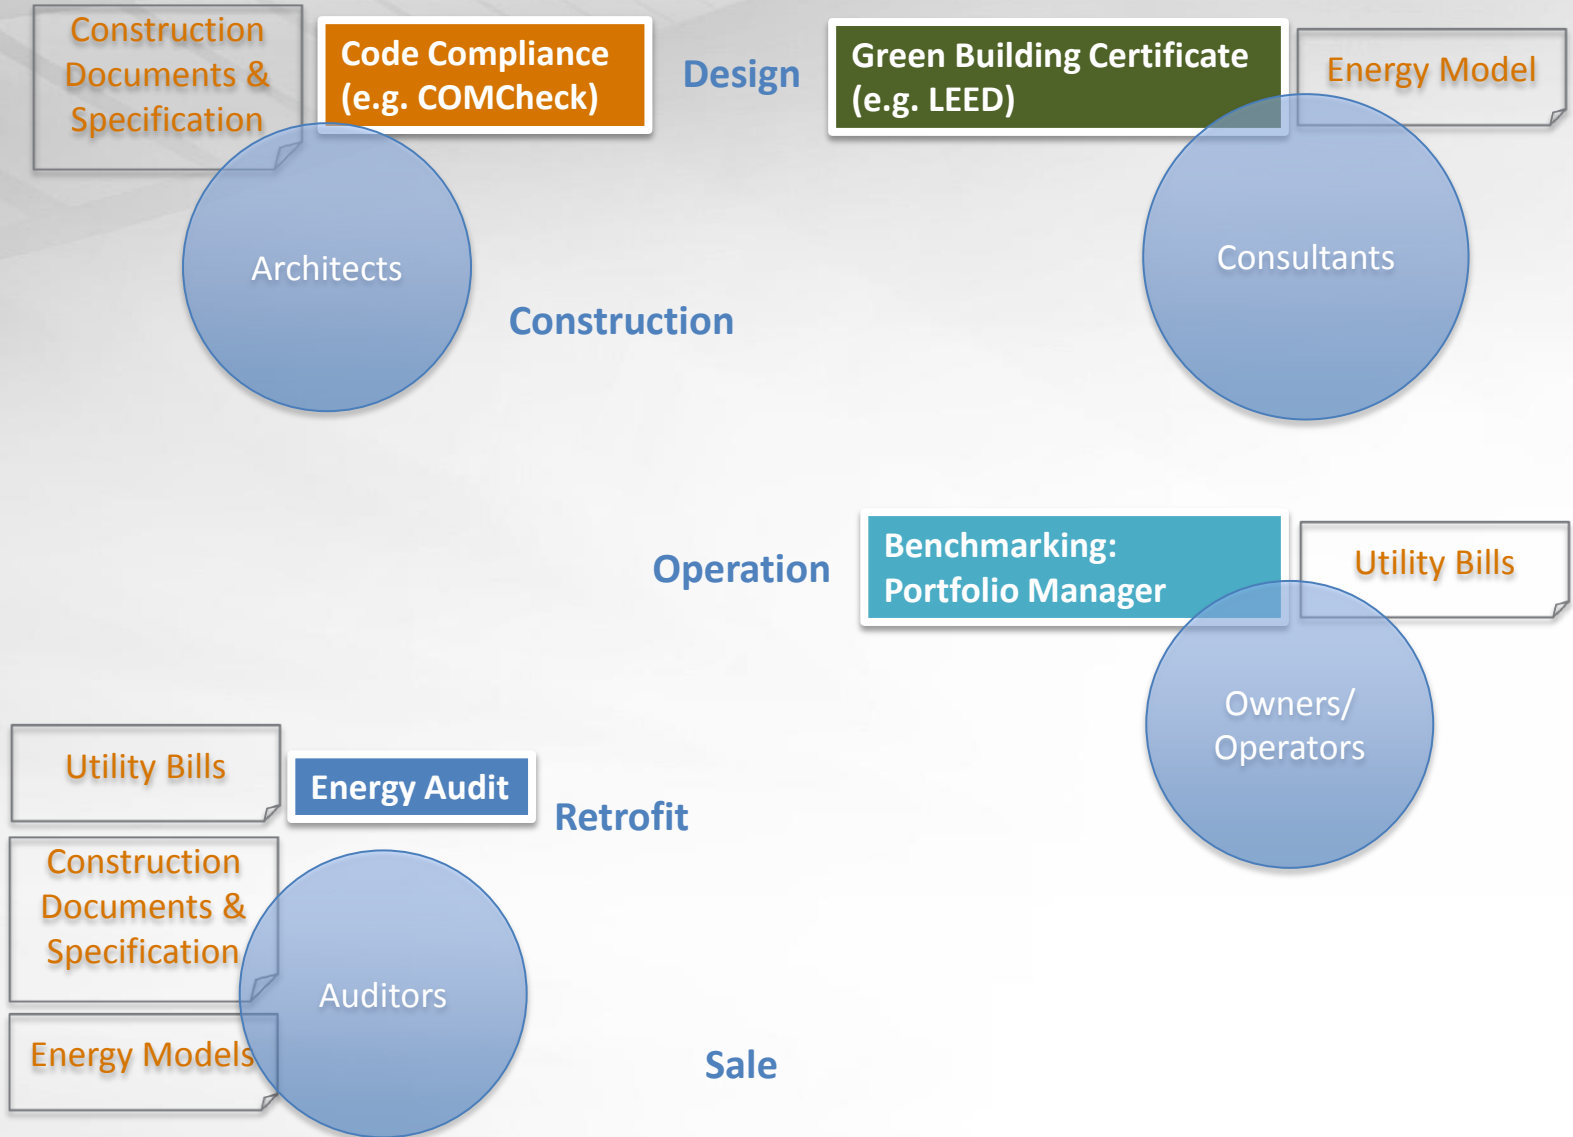 Construction
Documents &
Specification
Code Compliance
(e.g. COMCheck)
Design
Green Building Certificate
(e.g. LEED)
Energy Model
Architects
Consultants
Construction
Operation
Benchmarking:
Portfolio Manager
Utility Bills
Owners/
Operators
Utility Bills
Energy Audit
Retrofit
Construction
Documents &
Specification
Auditors
Energy Models
Sale